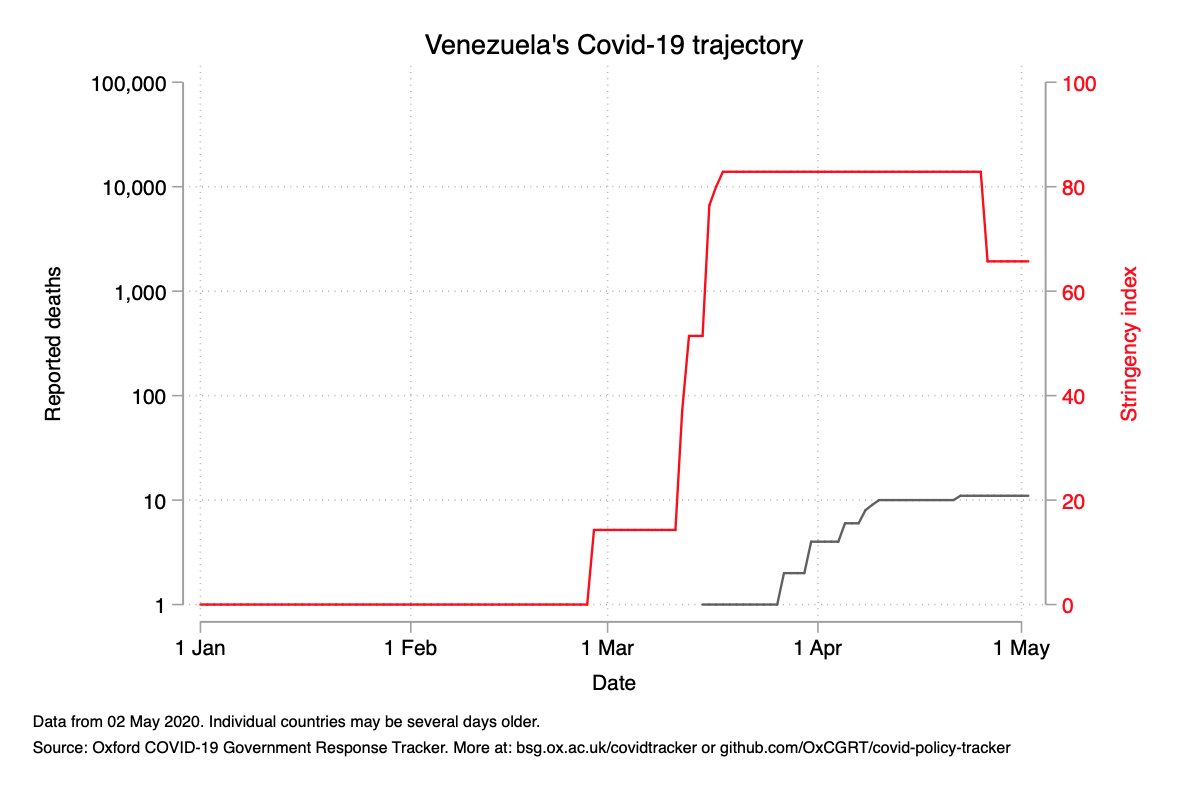 Venezuela's Covid-19 trajectory
100,000
10,000
1,000
100
10
1
Reported deaths
100
80
60
40
20
0
Stringency index
1 Jan
1 Feb
1 Mar
1 Apr
1 May
Date
Data from 02 May 2020. Individual countries may be several days older.
Source: Oxford COVID-19 Government Response Tracker. More at: bsg.ox.ac.uk/covidtracker or github.com/OxCGRT/covid-policy-tracker